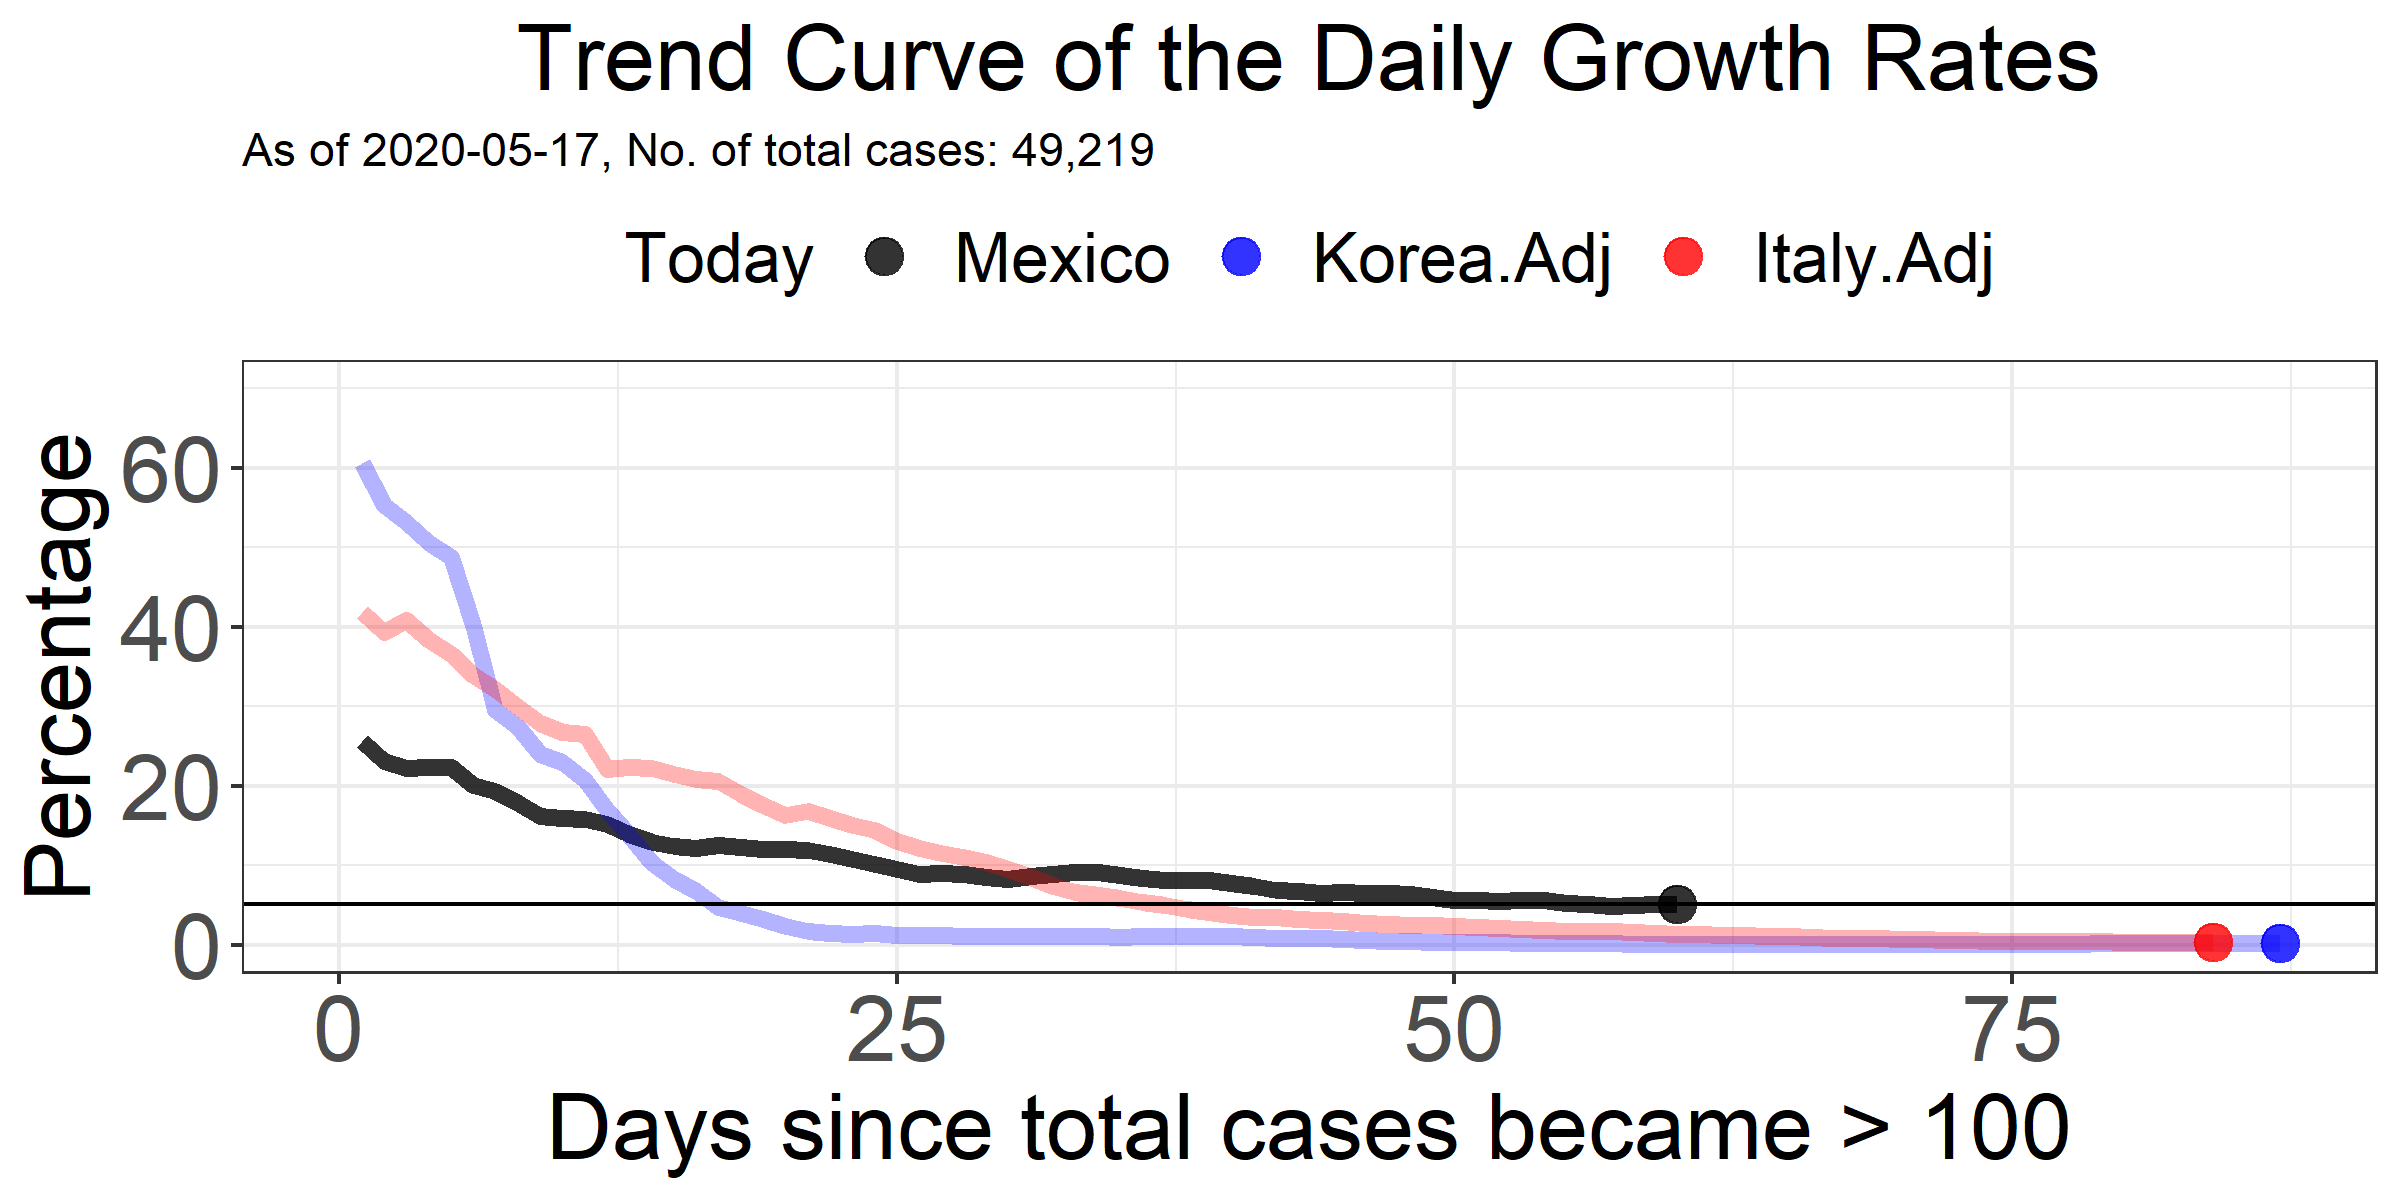 Trend Curve of the Daily Growth Rates
As of 2020-05-17, No. of total cases: 49,219
Today Mexico Korea.Adj Italy.Adj
Percentage
60
40
20
0
0 25 50 75
Days since total cases became > 100